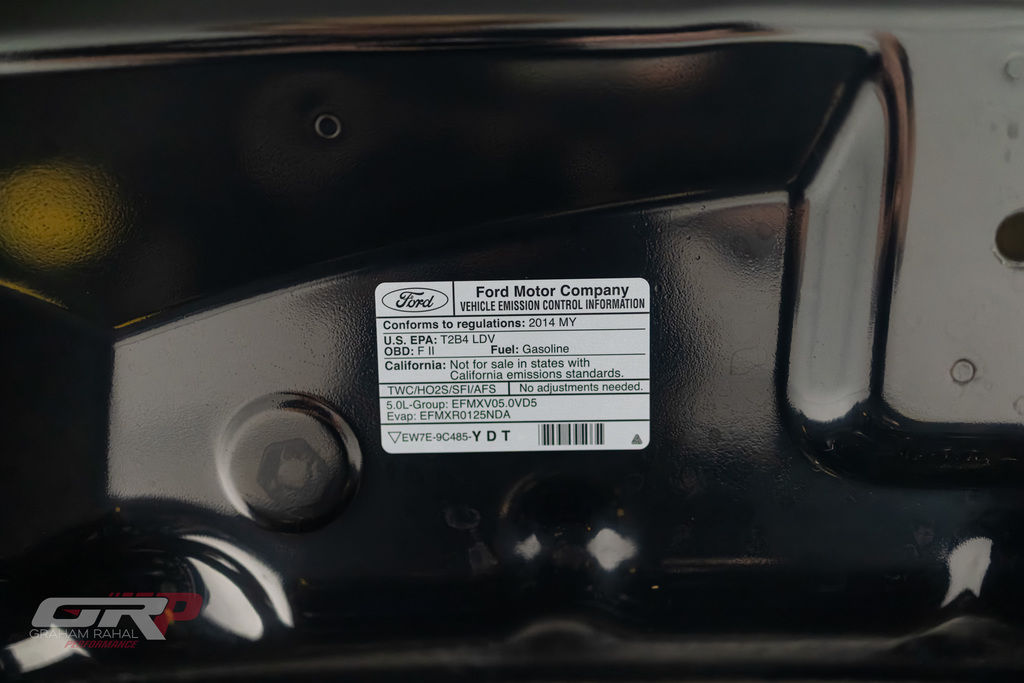 Ford
Ford Motor Company
VEHICLE EMISSION CONTROL INFORMATION
Conforms to regulations: 2014 MY
U.S. EPA: T2B4 LDV
OBD: F II Fuel: Gasoline
California: Not for sale in states with
California emissions standards.
TWC/HO2S/SFI/AFS No adjustments needed.
5.0L-Group: EFMXV05.0VD5
Evap: EFMXR0125NDA
EW7E-9C485-Y D T
GRP
GRAHAM RAHAL
PERFORMANCE